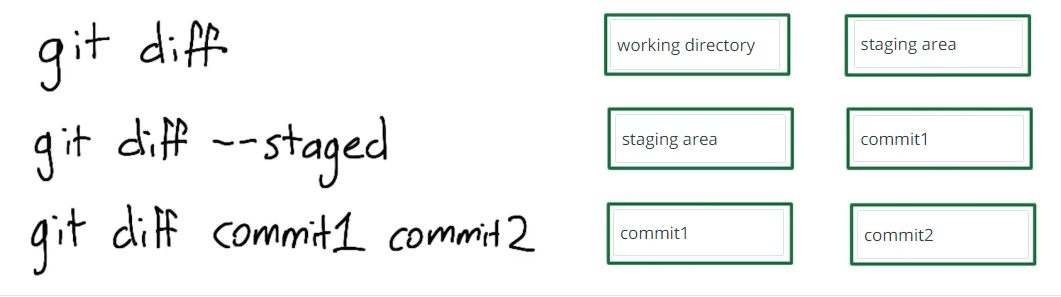 git diff working directory staging area
git diff --staged staging area commit1
git diff commit1 commit2 commit1 commit2